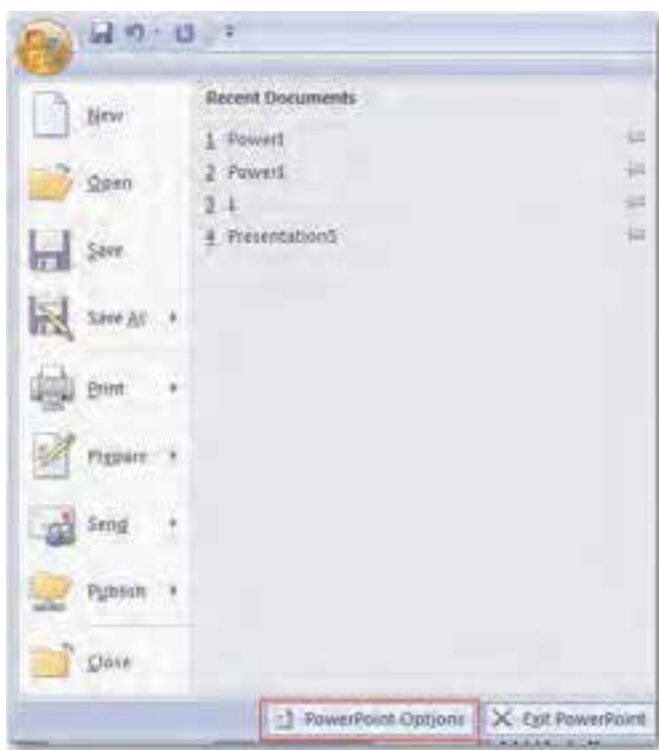 New
Open
Save
Save As
Print
Prepare
Send
Publish
Close
Recent Documents
1 Power1
2 Power1
3 1
4 Presentation5
PowerPoint Options
Exit PowerPoint